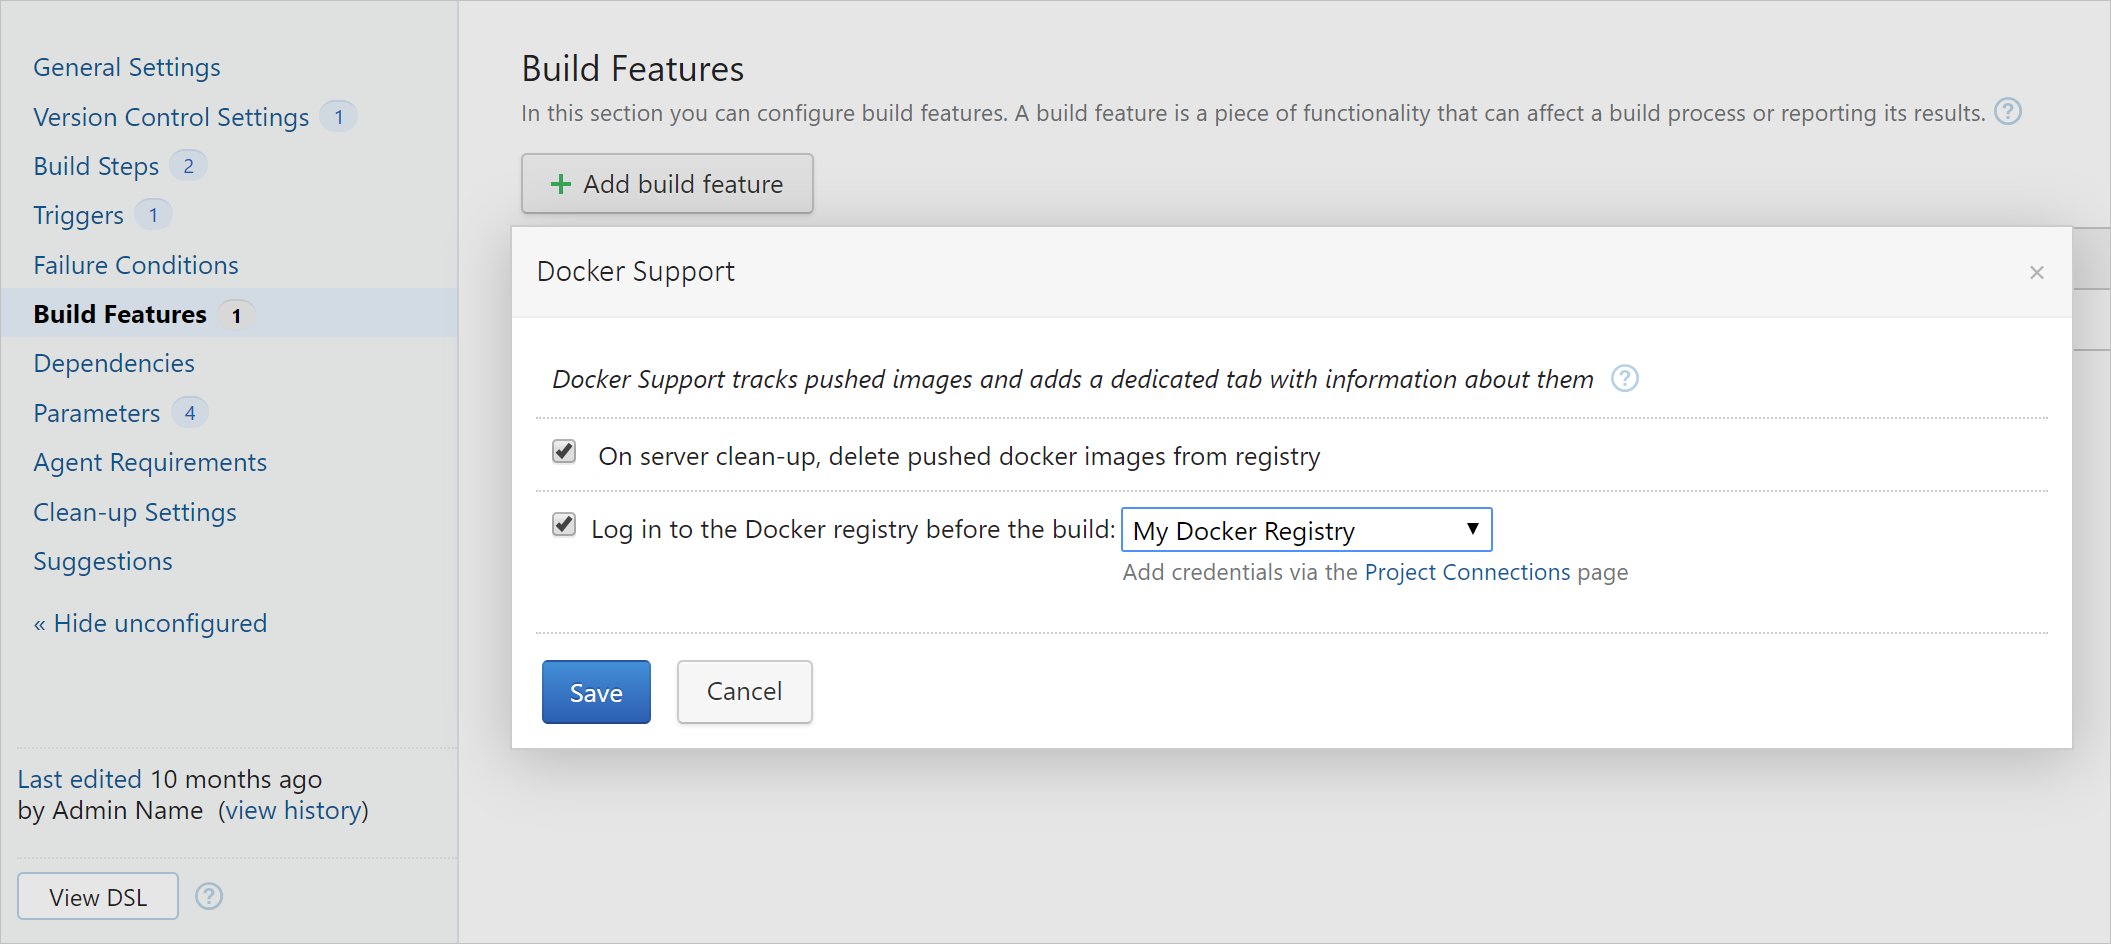 General Settings
Version Control Settings 1
Build Steps 2
Triggers 1
Failure Conditions
Build Features 1
Dependencies
Parameters 4
Agent Requirements
Clean-up Settings
Suggestions
« Hide unconfigured
Last edited 10 months ago
by Admin Name (view history)
View DSL ?
Build Features
In this section you can configure build features. A build feature is a piece of functionality that can affect a build process or reporting its results. ?
+ Add build feature
Docker Support ×
Docker Support tracks pushed images and adds a dedicated tab with information about them ?
On server clean-up, delete pushed docker images from registry
Log in to the Docker registry before the build: My Docker Registry
Add credentials via the Project Connections page
Save Cancel